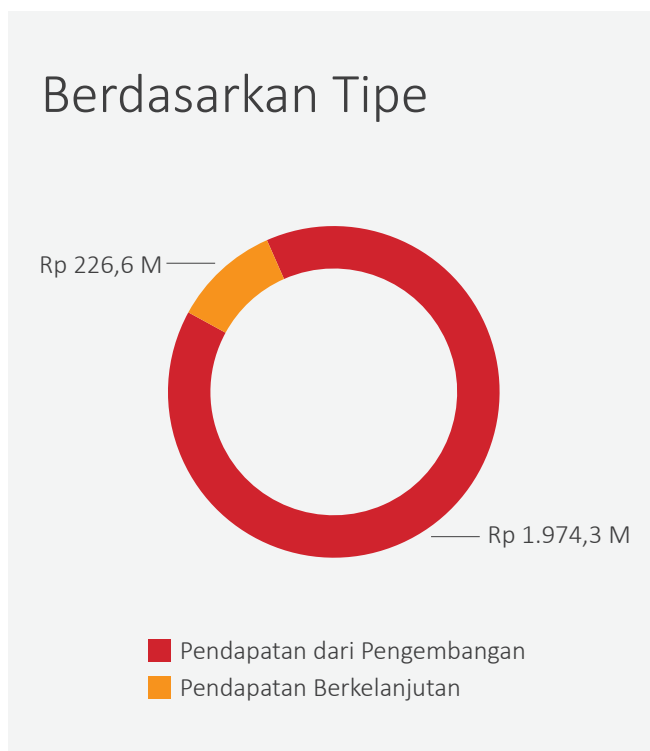 Berdasarkan Tipe
Rp 226,6 M
Rp 1.974,3 M
Pendapatan dari Pengembangan
Pendapatan Berkelanjutan